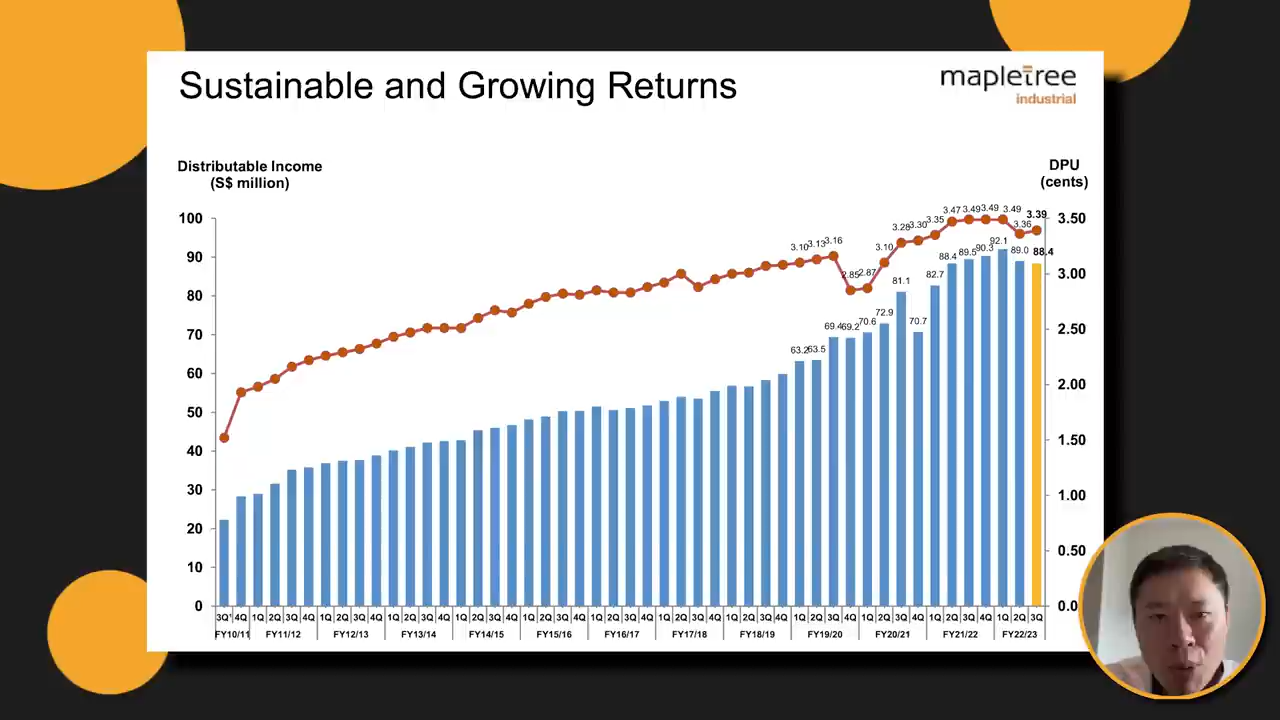 Sustainable and Growing Returns
mapletree
industrial
Distributable Income
(S$ million)
DPU
(cents)
100
90
80
70
60
50
40
30
20
10
0
3.50
3.00
2.50
2.00
1.50
1.00
0.50
0.0
3.10 3.13 3.16 2.85 2.87 3.10 3.28 3.30 3.35 3.47 3.49 3.49 3.49 3.36 3.39
63.2 63.5 69.4 69.2 70.6 72.9 81.1 70.7 82.7 88.4 89.5 90.3 92.1 89.0 88.4
3Q¹ 4Q 1Q 2Q 3Q 4Q 1Q 2Q 3Q 4Q 1Q 2Q 3Q 4Q 1Q 2Q 3Q 4Q 1Q 2Q 3Q 4Q 1Q 2Q 3Q 4Q 1Q 2Q 3Q 4Q 1Q 2Q 3Q 4Q 1Q 2Q 3Q 4Q 1Q 2Q 3Q 4Q 1Q 2Q 3Q 4Q 1Q 2Q 3Q
FY10/11 FY11/12 FY12/13 FY13/14 FY14/15 FY15/16 FY16/17 FY17/18 FY18/19 FY19/20 FY20/21 FY21/22 FY22/23